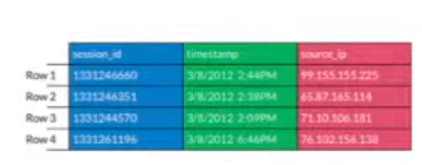 session_id timestamp source_ip
Row 1 1331246660 3/8/2012 2:44PM 99.155.155.225
Row 2 1331246351 3/8/2012 2:38PM 65.87.165.114
Row 3 1331244570 3/8/2012 2:09PM 71.10.106.181
Row 4 1331261196 3/8/2012 6:46PM 76.102.156.138